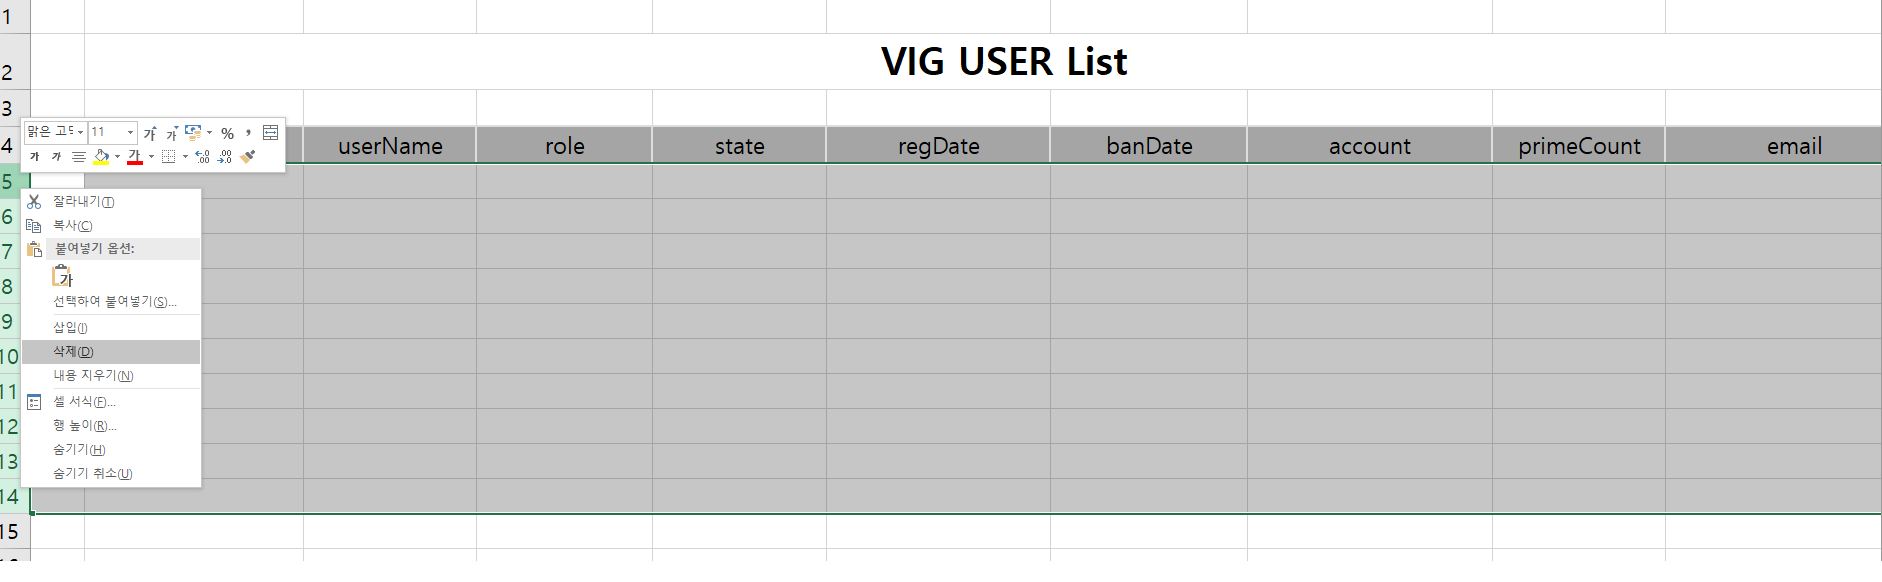 1
VIG USER List
2
3
맑은 고딕 11 가 가 % ,
가 가 가 ←.0 .00 .00 →.0
4 userName role state regDate banDate account primeCount email
5
잘라내기(T)
6 복사(C)
7 붙여넣기 옵션:
가
8
선택하여 붙여넣기(S)...
9 삽입(I)
10 삭제(D)
11 내용 지우기(N)
셀 서식(F)...
12 행 높이(R)...
13 숨기기(H)
숨기기 취소(U)
14
15